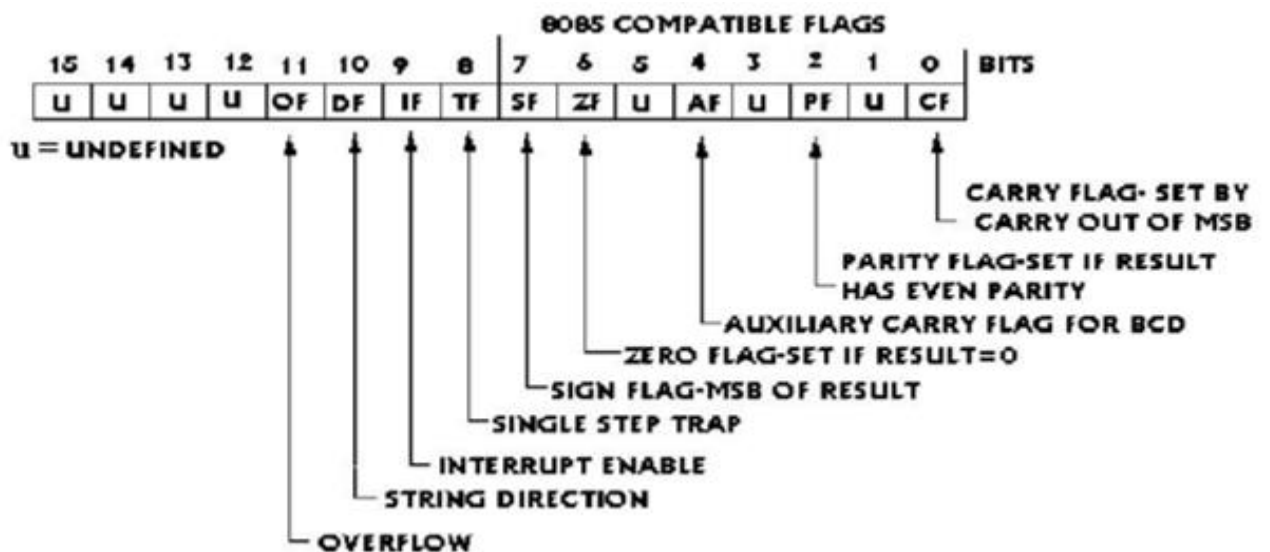 8085 COMPATIBLE FLAGS
15 14 13 12 11 10 9 8 7 6 5 4 3 2 1 0 BITS
U U U U OF DF IF TF SF ZF U AF U PF U CF
u = UNDEFINED
CARRY FLAG- SET BY
CARRY OUT OF MSB
PARITY FLAG-SET IF RESULT
HAS EVEN PARITY
AUXILIARY CARRY FLAG FOR BCD
ZERO FLAG-SET IF RESULT=0
SIGN FLAG-MSB OF RESULT
SINGLE STEP TRAP
INTERRUPT ENABLE
STRING DIRECTION
OVERFLOW